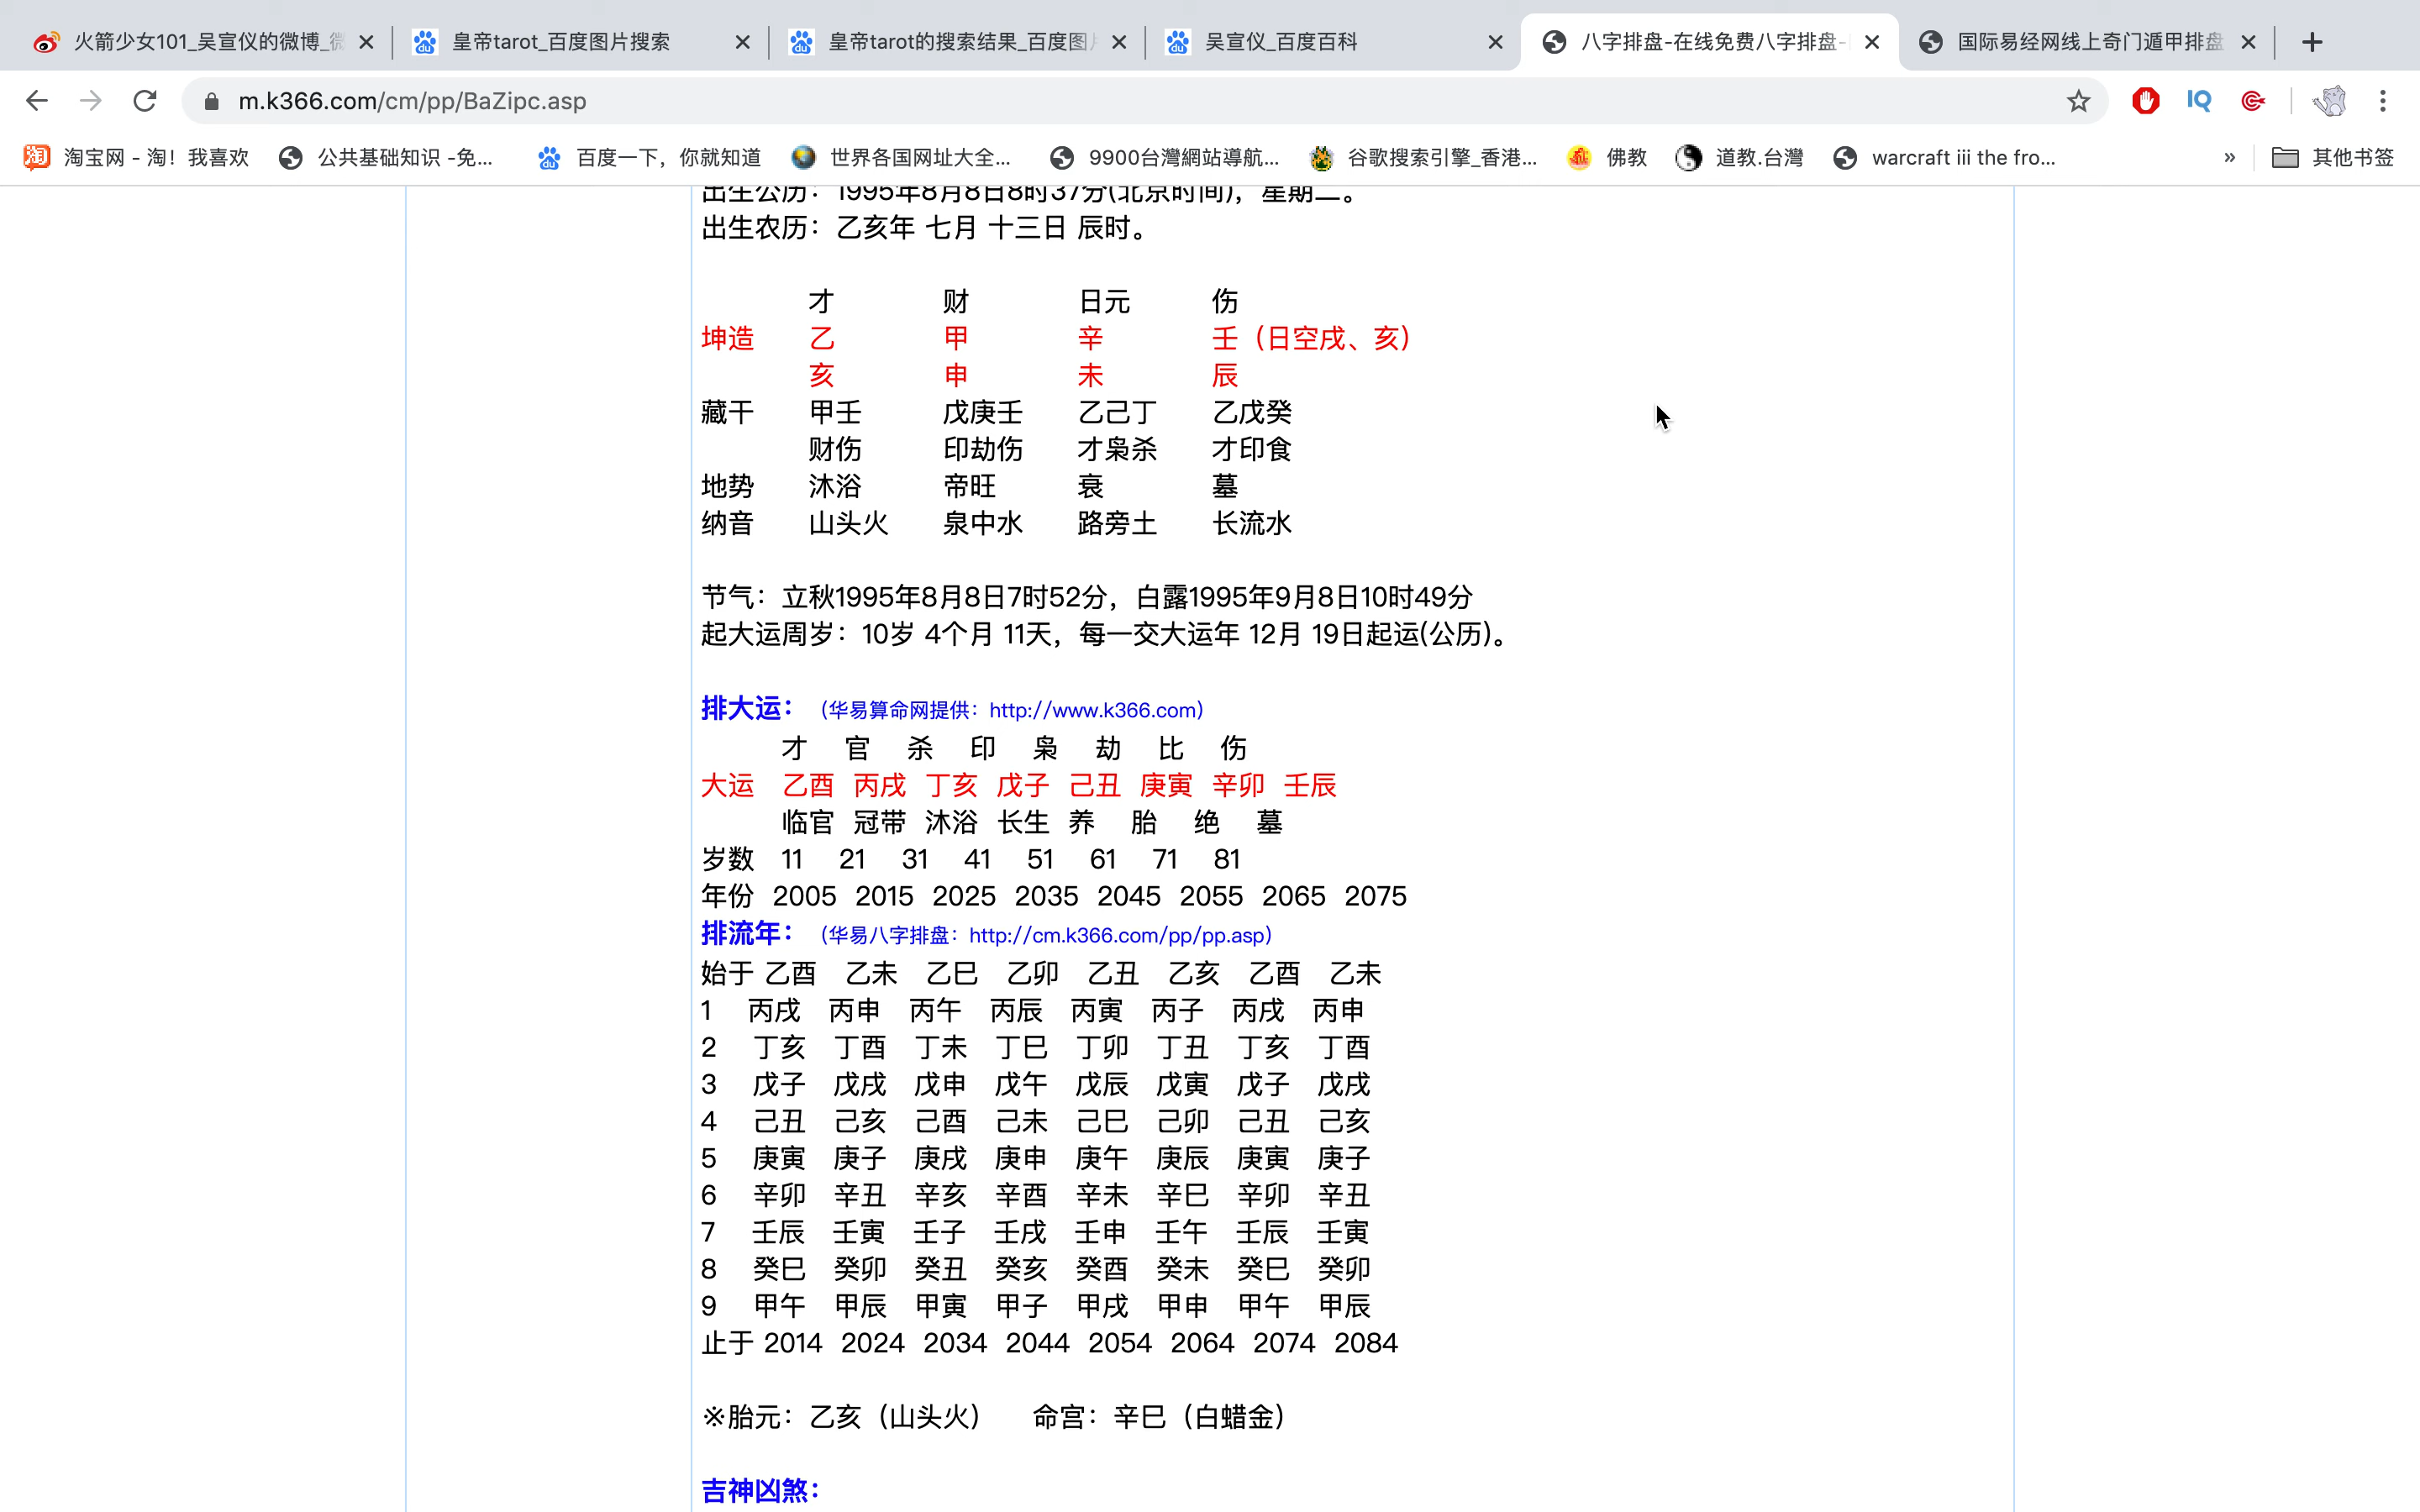 火箭少女101_吴宣仪的微博_微
皇帝tarot_百度图片搜索
皇帝tarot的搜索结果_百度图片
吴宣仪_百度百科
八字排盘-在线免费八字排盘-
国际易经网线上奇门遁甲排盘
m.k366.com/cm/pp/BaZipc.asp
IQ
淘宝网 - 淘！我喜欢
公共基础知识 -免...
百度一下，你就知道
世界各国网址大全...
9900台灣網站導航...
谷歌搜索引擎_香港...
佛教
道教.台灣
warcraft iii the fro...
»
其他书签
出生公历：1995年8月8日8时37分(北京时间)，星期二。
出生农历：乙亥年 七月 十三日 辰时。
才 财 日元 伤
坤造 乙 甲 辛 壬（日空戌、亥）
亥 申 未 辰
藏干 甲壬 戊庚壬 乙己丁 乙戊癸
财伤 印劫伤 才枭杀 才印食
地势 沐浴 帝旺 衰 墓
纳音 山头火 泉中水 路旁土 长流水
节气：立秋1995年8月8日7时52分，白露1995年9月8日10时49分
起大运周岁：10岁 4个月 11天，每一交大运年 12月 19日起运(公历)。
排大运：（华易算命网提供：http://www.k366.com）
才 官 杀 印 枭 劫 比 伤
大运 乙酉 丙戌 丁亥 戊子 己丑 庚寅 辛卯 壬辰
临官 冠带 沐浴 长生 养 胎 绝 墓
岁数 11 21 31 41 51 61 71 81
年份 2005 2015 2025 2035 2045 2055 2065 2075
排流年：（华易八字排盘：http://cm.k366.com/pp/pp.asp）
始于 乙酉 乙未 乙巳 乙卯 乙丑 乙亥 乙酉 乙未
1 丙戌 丙申 丙午 丙辰 丙寅 丙子 丙戌 丙申
2 丁亥 丁酉 丁未 丁巳 丁卯 丁丑 丁亥 丁酉
3 戊子 戊戌 戊申 戊午 戊辰 戊寅 戊子 戊戌
4 己丑 己亥 己酉 己未 己巳 己卯 己丑 己亥
5 庚寅 庚子 庚戌 庚申 庚午 庚辰 庚寅 庚子
6 辛卯 辛丑 辛亥 辛酉 辛未 辛巳 辛卯 辛丑
7 壬辰 壬寅 壬子 壬戌 壬申 壬午 壬辰 壬寅
8 癸巳 癸卯 癸丑 癸亥 癸酉 癸未 癸巳 癸卯
9 甲午 甲辰 甲寅 甲子 甲戌 甲申 甲午 甲辰
止于 2014 2024 2034 2044 2054 2064 2074 2084
※胎元：乙亥（山头火） 命宫：辛巳（白蜡金）
吉神凶煞：